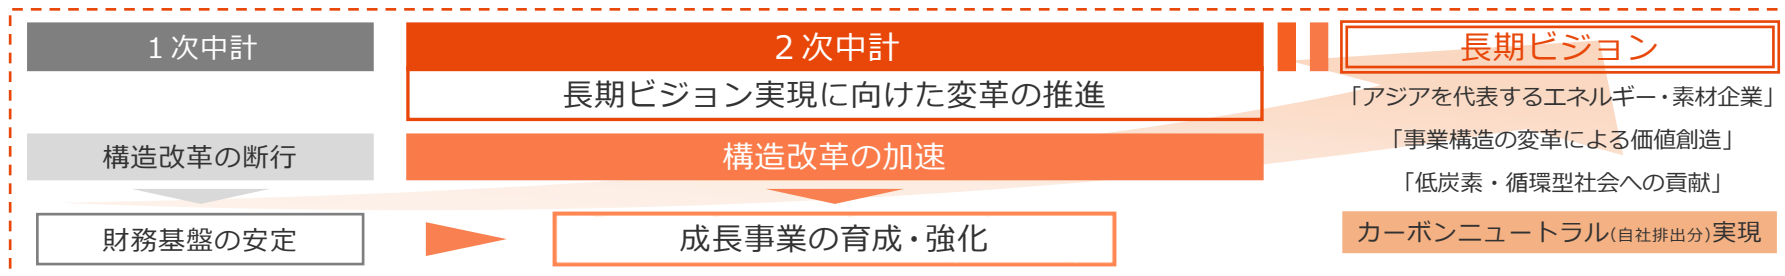 1次中計
構造改革の断行
財務基盤の安定
2次中計
長期ビジョン実現に向けた変革の推進
構造改革の加速
成長事業の育成・強化
長期ビジョン
「アジアを代表するエネルギー・素材企業」
「事業構造の変革による価値創造」
「低炭素・循環型社会への貢献」
カーボンニュートラル(自社排出分)実現